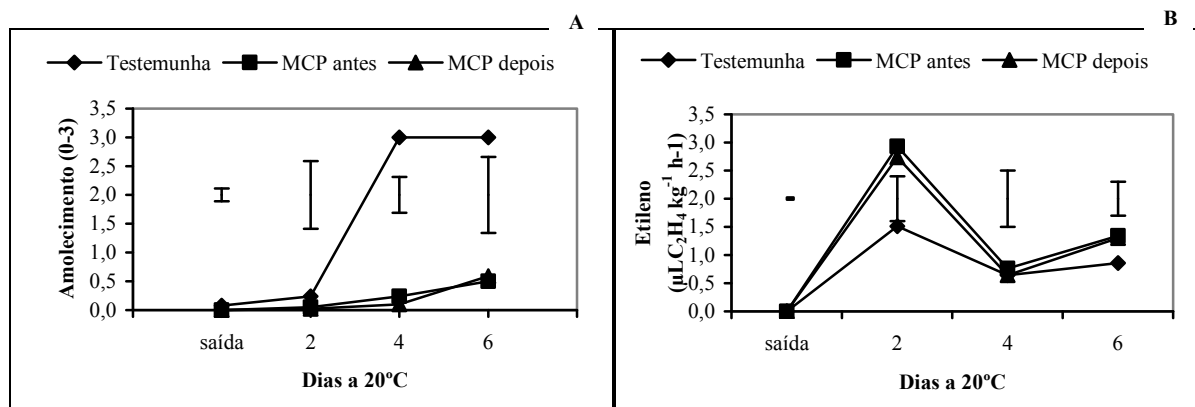 A
Testemunha MCP antes MCP depois
Amolecimento (0-3)
3,5
3,0
2,5
2,0
1,5
1,0
0,5
0,0
saída 2 4 6
Dias a 20ºC
B
Testemunha MCP antes MCP depois
Etileno
(µLC₂H₄ kg⁻¹ h-1)
3,5
3,0
2,5
2,0
1,5
1,0
0,5
0,0
saída 2 4 6
Dias a 20ºC